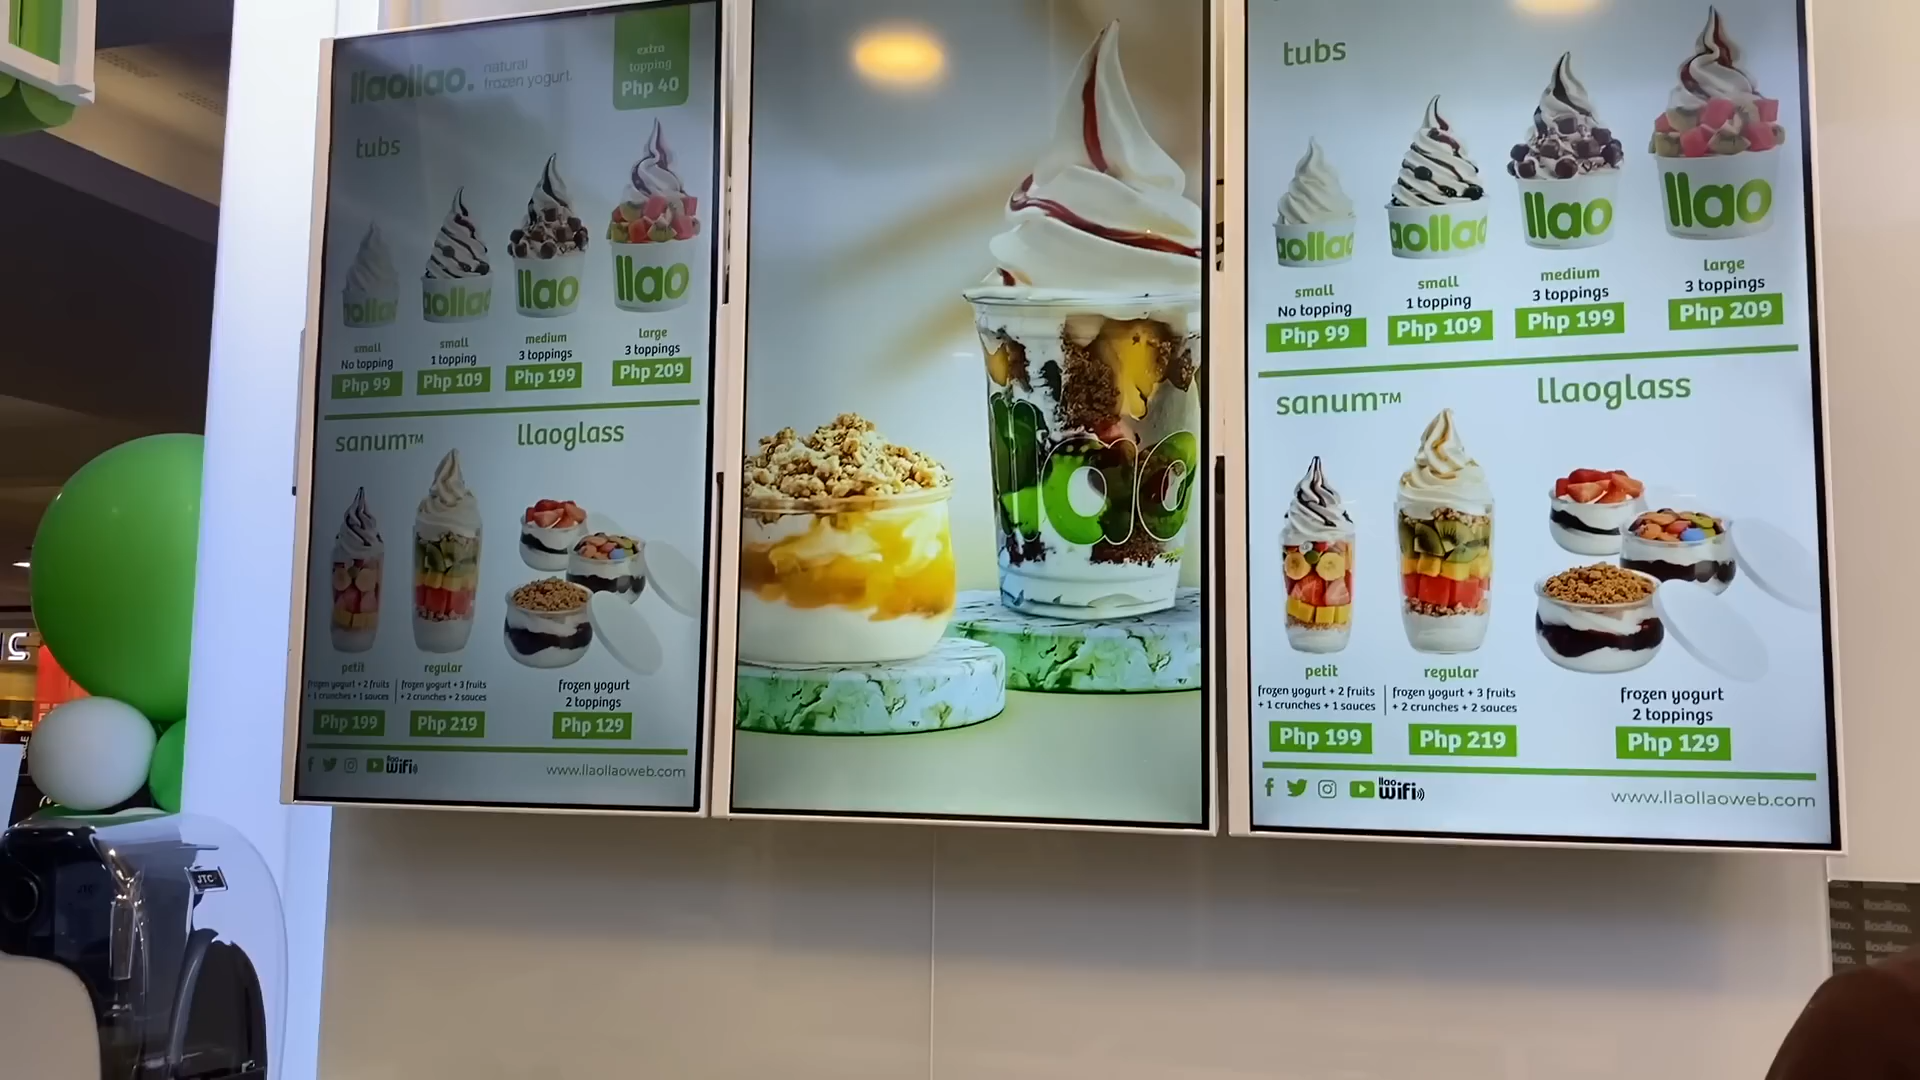 llaollao. natural
frozen yogurt.
extra
topping
Php 40
tubs
aollao
aollao
llao
llao
small
No topping
Php 99
small
1 topping
Php 109
medium
3 toppings
Php 199
large
3 toppings
Php 209
sanum™
llaoglass
petit
frozen yogurt + 2 fruits
+ 1 crunches + 1 sauces
Php 199
regular
frozen yogurt + 3 fruits
+ 2 crunches + 2 sauces
Php 219
frozen yogurt
2 toppings
Php 129
llao
wifi
www.llaollaoweb.com
llao
tubs
aollao
aollao
llao
llao
small
No topping
Php 99
small
1 topping
Php 109
medium
3 toppings
Php 199
large
3 toppings
Php 209
sanum™
llaoglass
petit
frozen yogurt + 2 fruits
+ 1 crunches + 1 sauces
Php 199
regular
frozen yogurt + 3 fruits
+ 2 crunches + 2 sauces
Php 219
frozen yogurt
2 toppings
Php 129
llao
wifi
www.llaollaoweb.com
JTC